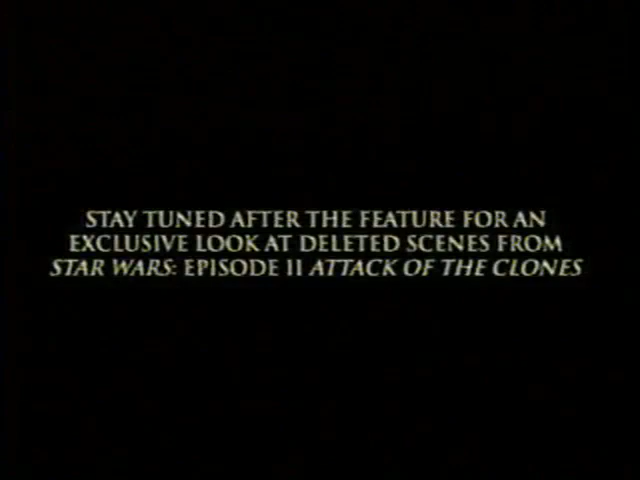 STAY TUNED AFTER THE FEATURE FOR AN
EXCLUSIVE LOOK AT DELETED SCENES FROM
STAR WARS: EPISODE II ATTACK OF THE CLONES